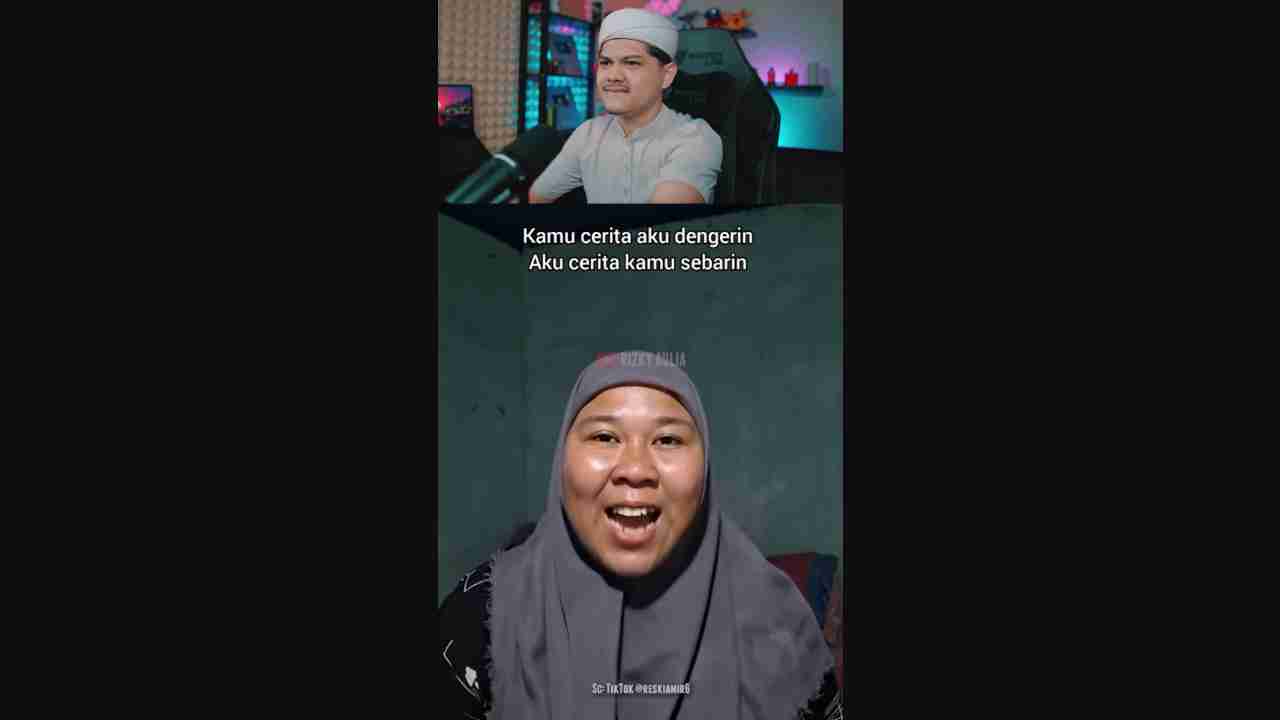 Kamu cerita aku dengerin
Aku cerita kamu sebarin
RIZKY AULIA
Sc: TikTok @reskiamir6